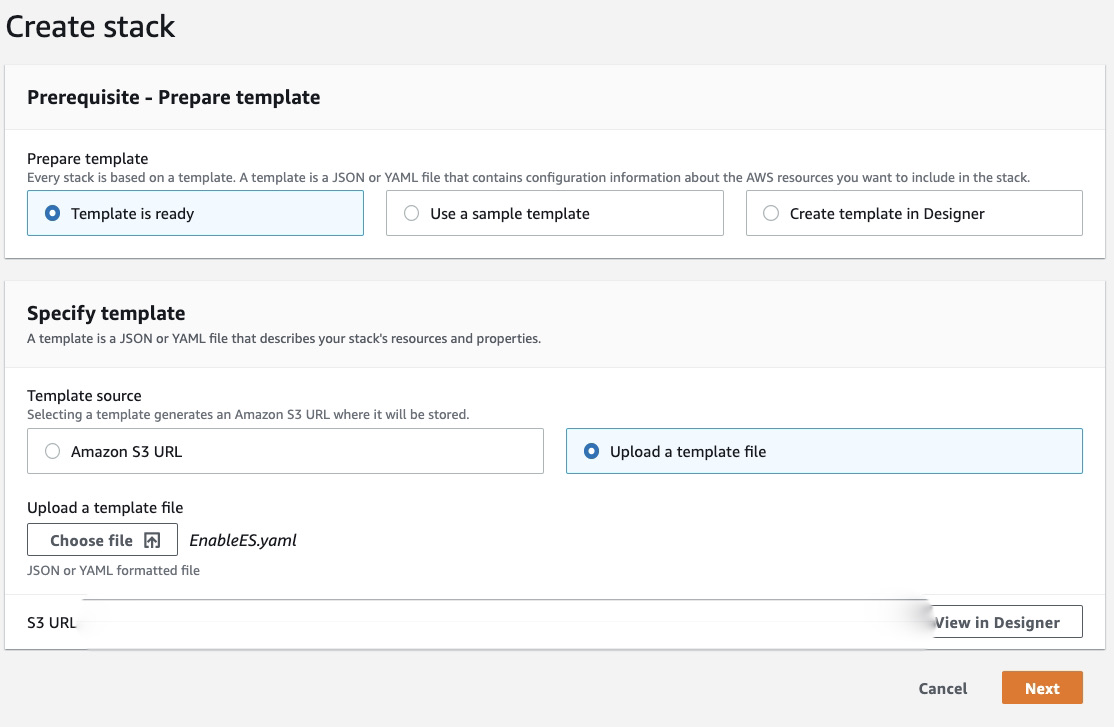 Create stack
Prerequisite - Prepare template
Prepare template
Every stack is based on a template. A template is a JSON or YAML file that contains configuration information about the AWS resources you want to include in the stack.
Template is ready
Use a sample template
Create template in Designer
Specify template
A template is a JSON or YAML file that describes your stack's resources and properties.
Template source
Selecting a template generates an Amazon S3 URL where it will be stored.
Amazon S3 URL
Upload a template file
Upload a template file
Choose file
EnableES.yaml
JSON or YAML formatted file
S3 URL
View in Designer
Cancel
Next